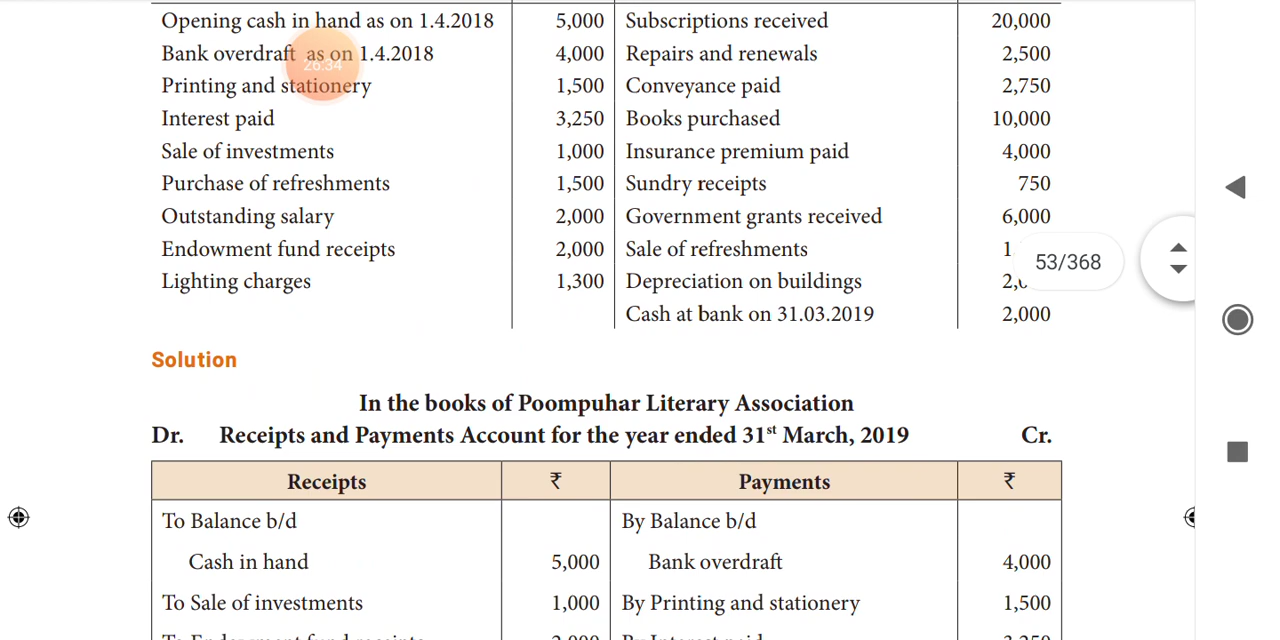 Opening cash in hand as on 1.4.2018 5,000 Subscriptions received 20,000
Bank overdraft as on 1.4.2018 4,000 Repairs and renewals 2,500
26:34
Printing and stationery 1,500 Conveyance paid 2,750
Interest paid 3,250 Books purchased 10,000
Sale of investments 1,000 Insurance premium paid 4,000
Purchase of refreshments 1,500 Sundry receipts 750
Outstanding salary 2,000 Government grants received 6,000
Endowment fund receipts 2,000 Sale of refreshments
53/368
Lighting charges 1,300 Depreciation on buildings
Cash at bank on 31.03.2019 2,000
Solution
In the books of Poompuhar Literary Association
Dr. Receipts and Payments Account for the year ended 31st March, 2019 Cr.
Receipts ₹ Payments ₹
To Balance b/d By Balance b/d
Cash in hand 5,000 Bank overdraft 4,000
To Sale of investments 1,000 By Printing and stationery 1,500